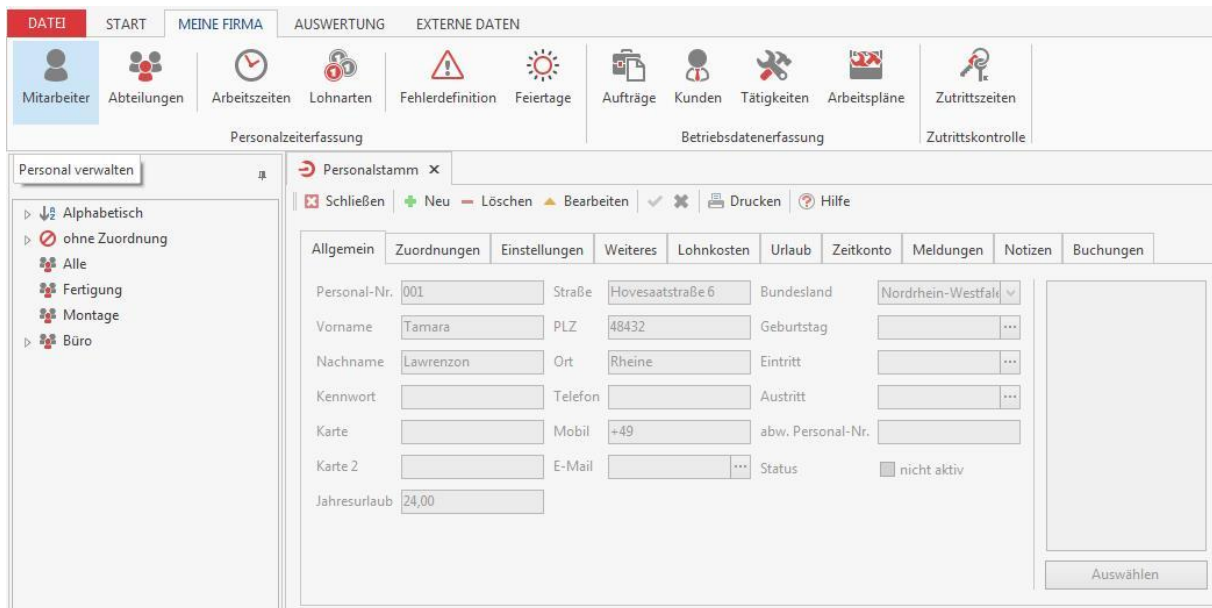 DATEI START MEINE FIRMA AUSWERTUNG EXTERNE DATEN
Mitarbeiter Abteilungen Arbeitszeiten Lohnarten Fehlerdefinition Feiertage Aufträge Kunden Tätigkeiten Arbeitspläne Zutrittszeiten
Personalzeiterfassung Betriebsdatenerfassung Zutrittskontrolle
Personal verwalten
Alphabetisch
ohne Zuordnung
Alle
Fertigung
Montage
Büro
Personalstamm
Schließen Neu Löschen Bearbeiten Drucken Hilfe
Allgemein Zuordnungen Einstellungen Weiteres Lohnkosten Urlaub Zeitkonto Meldungen Notizen Buchungen
Personal-Nr. 001 Straße Hovesaatstraße 6 Bundesland Nordrhein-Westfale
Vorname Tamara PLZ 48432 Geburtstag ...
Nachname Lawrenzon Ort Rheine Eintritt ...
Kennwort Telefon Austritt ...
Karte Mobil +49 abw. Personal-Nr.
Karte 2 E-Mail ... Status nicht aktiv
Jahresurlaub 24,00
Auswählen